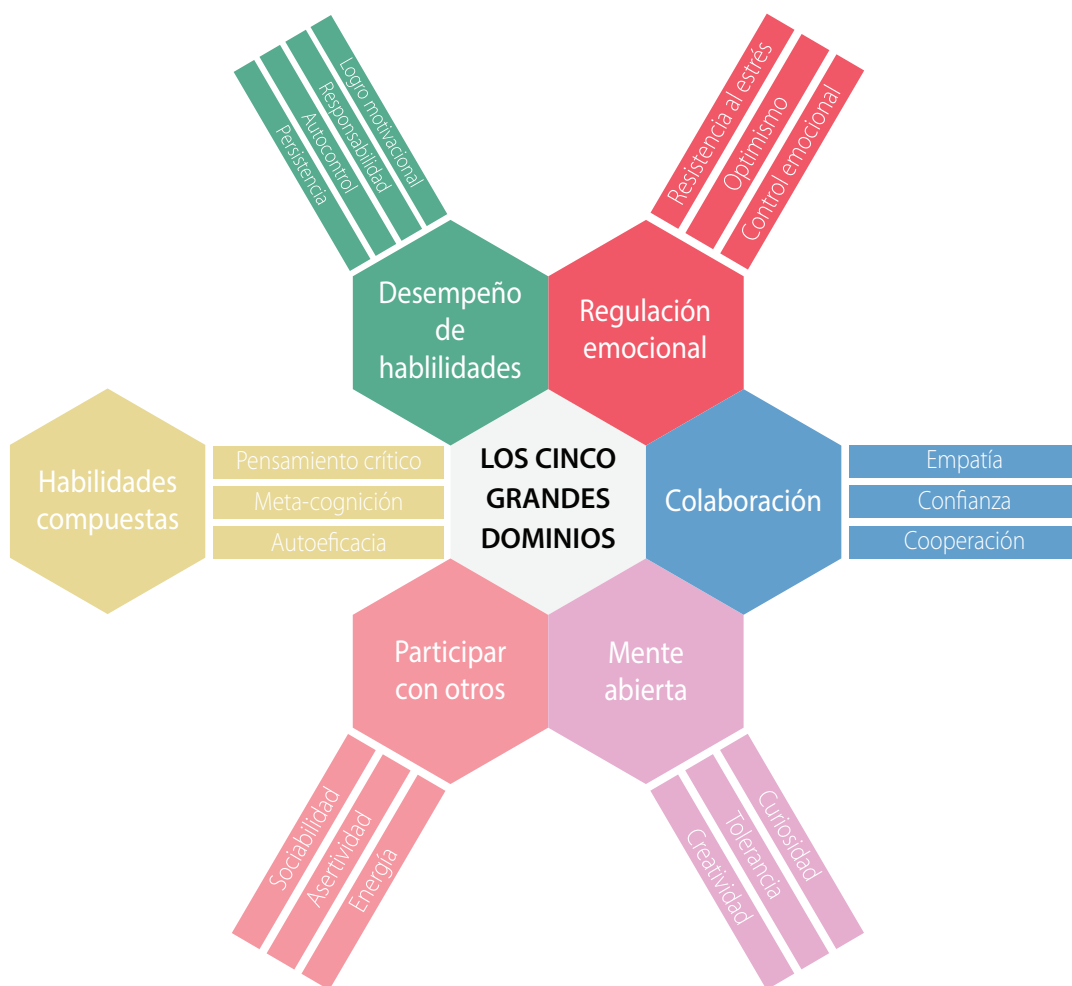 Logro motivacional
Responsabilidad
Autocontrol
Persistencia
Resistencia al estrés
Optimismo
Control emocional
Desempeño
de
hablilidades
Regulación
emocional
Habilidades
compuestas
Pensamiento crítico
Meta-cognición
Autoeficacia
LOS CINCO
GRANDES
DOMINIOS
Colaboración
Empatía
Confianza
Cooperación
Participar
con otros
Mente
abierta
Sociabilidad
Asertividad
Energía
Creatividad
Tolerancia
Curiosidad